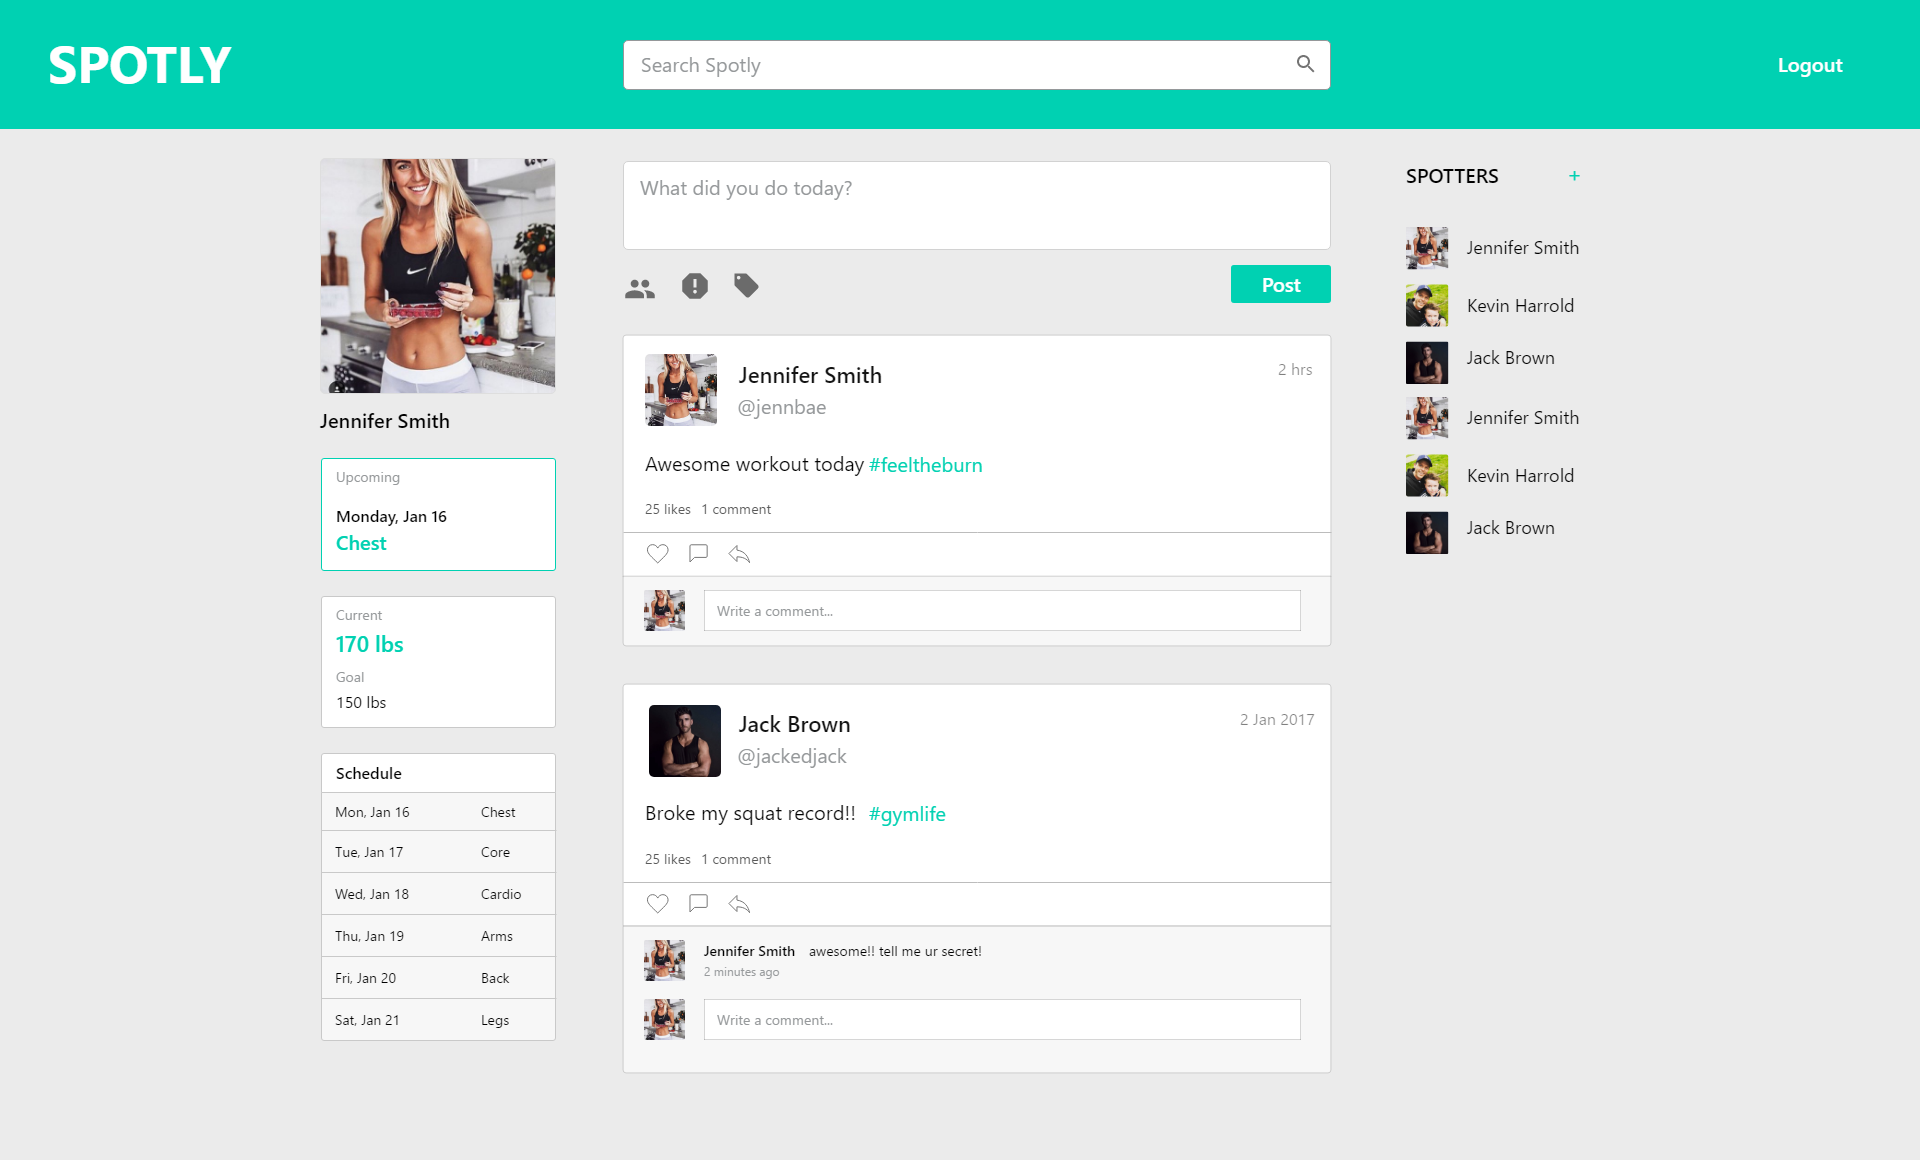 SPOTLY
Search Spotly
Logout
Jennifer Smith
Upcoming
Monday, Jan 16
Chest
Current
170 lbs
Goal
150 lbs
Schedule
Mon, Jan 16 Chest
Tue, Jan 17 Core
Wed, Jan 18 Cardio
Thu, Jan 19 Arms
Fri, Jan 20 Back
Sat, Jan 21 Legs
What did you do today?
Post
Jennifer Smith
2 hrs
@jennbae
Awesome workout today #feeltheburn
25 likes 1 comment
Write a comment...
Jack Brown
2 Jan 2017
@jackedjack
Broke my squat record!! #gymlife
25 likes 1 comment
Jennifer Smith awesome!! tell me ur secret!
2 minutes ago
Write a comment...
SPOTTERS +
Jennifer Smith
Kevin Harrold
Jack Brown
Jennifer Smith
Kevin Harrold
Jack Brown